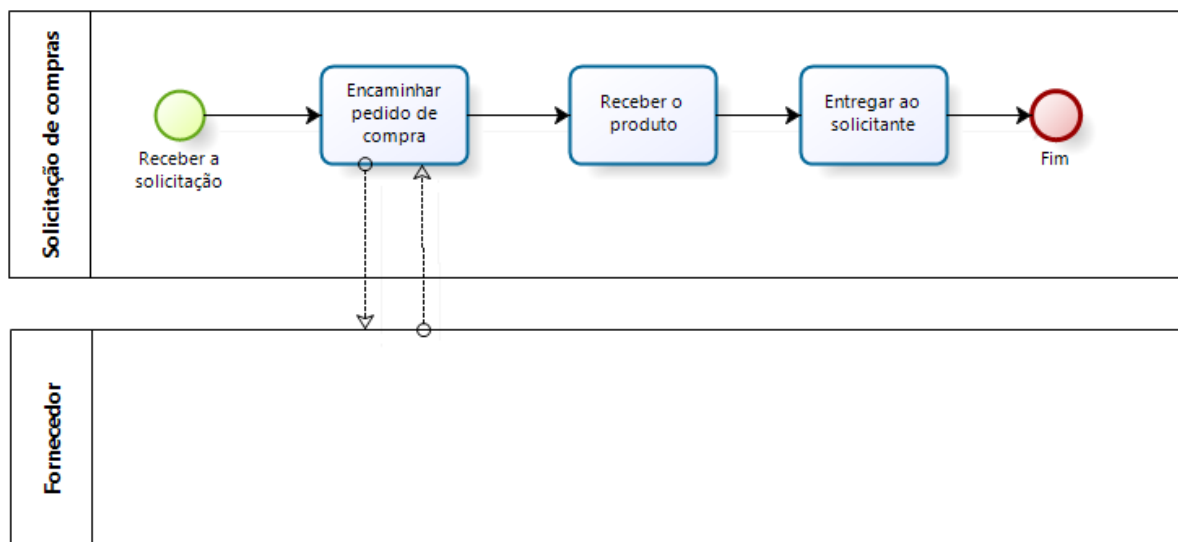 Solicitação de compras
Receber a
solicitação
Encaminhar
pedido de
compra
Receber o
produto
Entregar ao
solicitante
Fim
Fornecedor